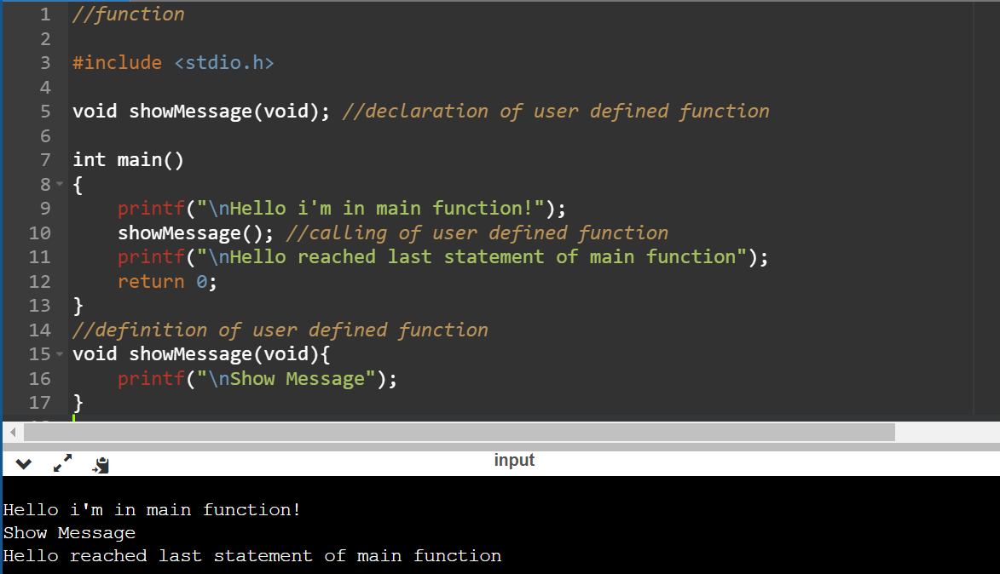 1 //function
2
3 #include <stdio.h>
4
5 void showMessage(void); //declaration of user defined function
6
7 int main()
8 {
9     printf("\nHello i'm in main function!");
10     showMessage(); //calling of user defined function
11     printf("\nHello reached last statement of main function");
12     return 0;
13 }
14 //definition of user defined function
15 void showMessage(void){
16     printf("\nShow Message");
17 }
input
Hello i'm in main function!
Show Message
Hello reached last statement of main function